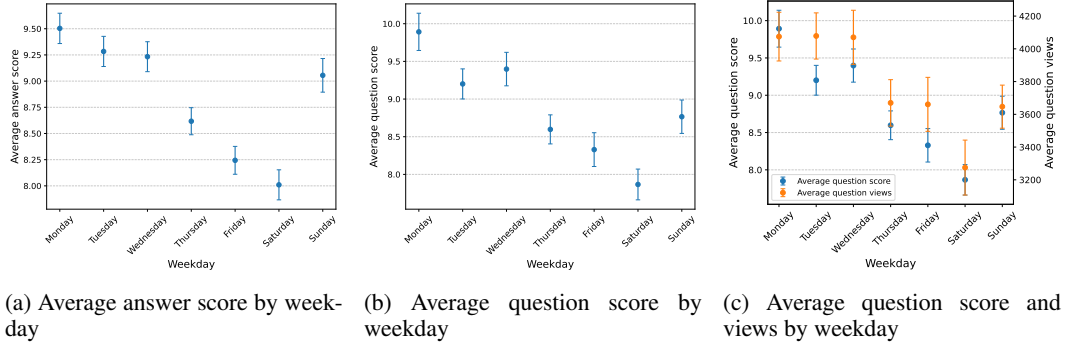 9.50
9.25
9.00
8.75
8.50
8.25
8.00
Average answer score
Monday
Tuesday
Wednesday
Thursday
Friday
Saturday
Sunday
Weekday
10.0
9.5
9.0
8.5
8.0
Average question score
Monday
Tuesday
Wednesday
Thursday
Friday
Saturday
Sunday
Weekday
10.0
9.5
9.0
8.5
8.0
Average question score
4200
4000
3800
3600
3400
3200
Average question views
Average question score
Average question views
Monday
Tuesday
Wednesday
Thursday
Friday
Saturday
Sunday
Weekday
(a) Average answer score by week-
day
(b) Average question score by
weekday
(c) Average question score and
views by weekday